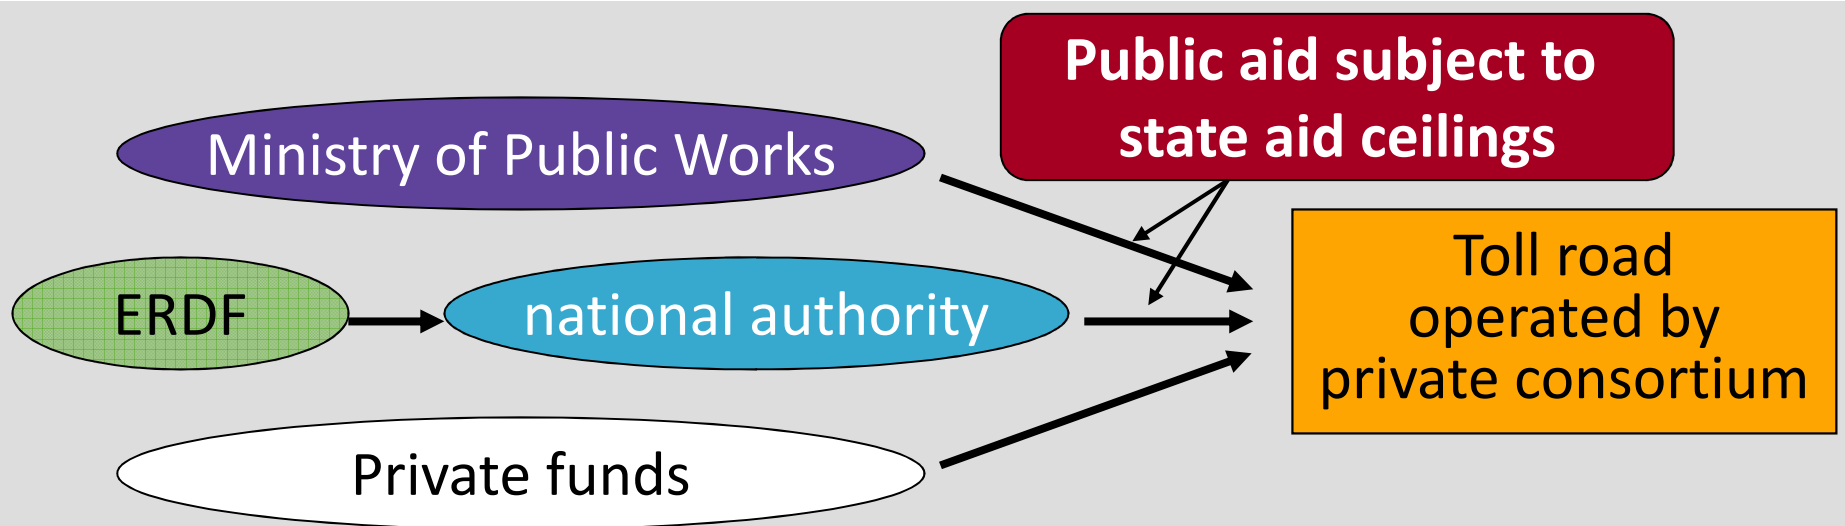 Public aid subject to
state aid ceilings
Ministry of Public Works
Toll road
operated by
private consortium
ERDF
national authority
Private funds